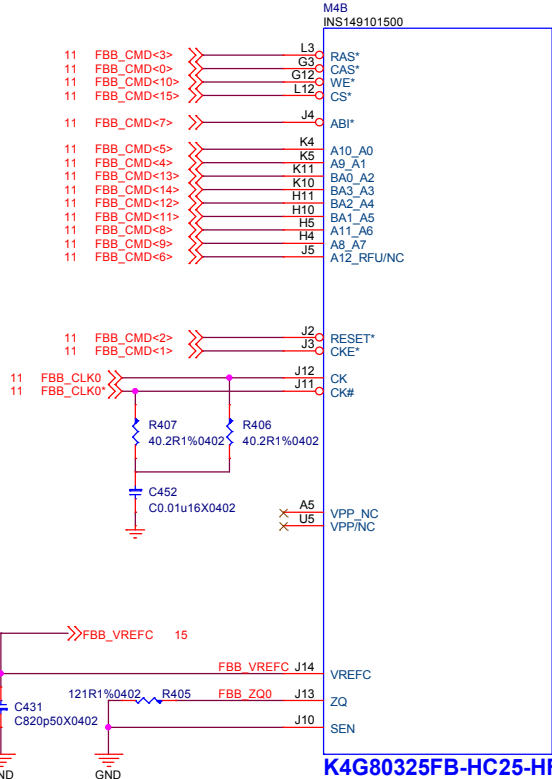 M4B
INS149101500
11 FBB_CMD<3> L3 RAS*
11 FBB_CMD<0> G3 CAS*
11 FBB_CMD<10> G12 WE*
11 FBB_CMD<15> L12 CS*
11 FBB_CMD<7> J4 ABI*
11 FBB_CMD<5> K4 A10_A0
11 FBB_CMD<4> K5 A9_A1
11 FBB_CMD<13> K11 BA0_A2
11 FBB_CMD<14> K10 BA3_A3
11 FBB_CMD<12> H11 BA2_A4
11 FBB_CMD<11> H10 BA1_A5
11 FBB_CMD<8> H5 A11_A6
11 FBB_CMD<9> H4 A8_A7
11 FBB_CMD<6> J5 A12_RFU/NC
11 FBB_CMD<2> J2 RESET*
11 FBB_CMD<1> J3 CKE*
11 FBB_CLK0 J12 CK
11 FBB_CLK0* J11 CK#
R407 R406
40.2R1%0402 40.2R1%0402
C452
C0.01u16X0402
A5 VPP_NC
U5 VPP/NC
FBB_VREFC 15
FBB_VREFC J14 VREFC
121R1%0402 R405 FBB_ZQ0 J13 ZQ
C431
C820p50X0402
J10 SEN
ND GND
K4G80325FB-HC25-HF